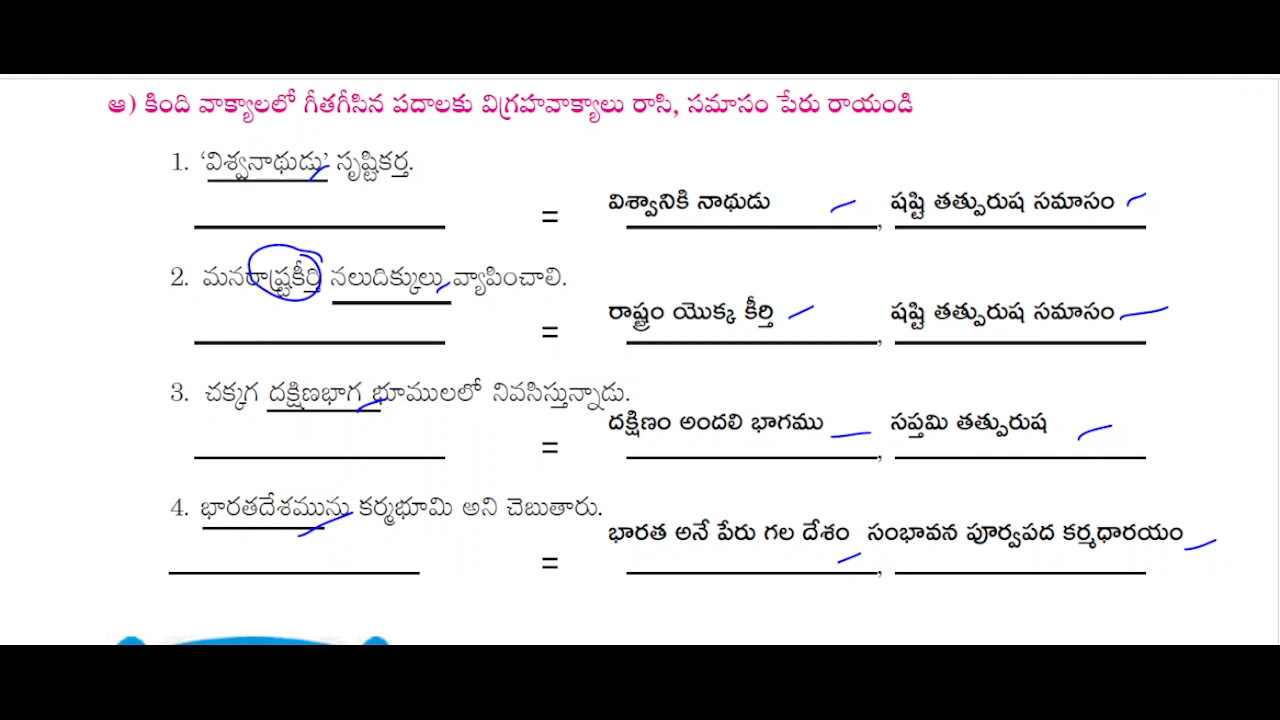 ఆ) కింది వాక్యాలలో గీతగీసిన పదాలకు విగ్రహవాక్యాలు రాసి, సమాసం పేరు రాయండి
1. ‘విశ్వనాథుడు’ సృష్టికర్త.
= విశ్వానికి నాథుడు , షష్టి తత్పురుష సమాసం
2. మనరాష్ట్రకీర్తి నలుదిక్కులు వ్యాపించాలి.
= రాష్ట్రం యొక్క కీర్తి , షష్టి తత్పురుష సమాసం
3. చక్కగ దక్షిణభాగ భూములలో నివసిస్తున్నాడు.
= దక్షిణం అందలి భాగము , సప్తమి తత్పురుష
4. భారతదేశమును కర్మభూమి అని చెబుతారు.
= భారత అనే పేరు గల దేశం , సంభావన పూర్వపద కర్మధారయం